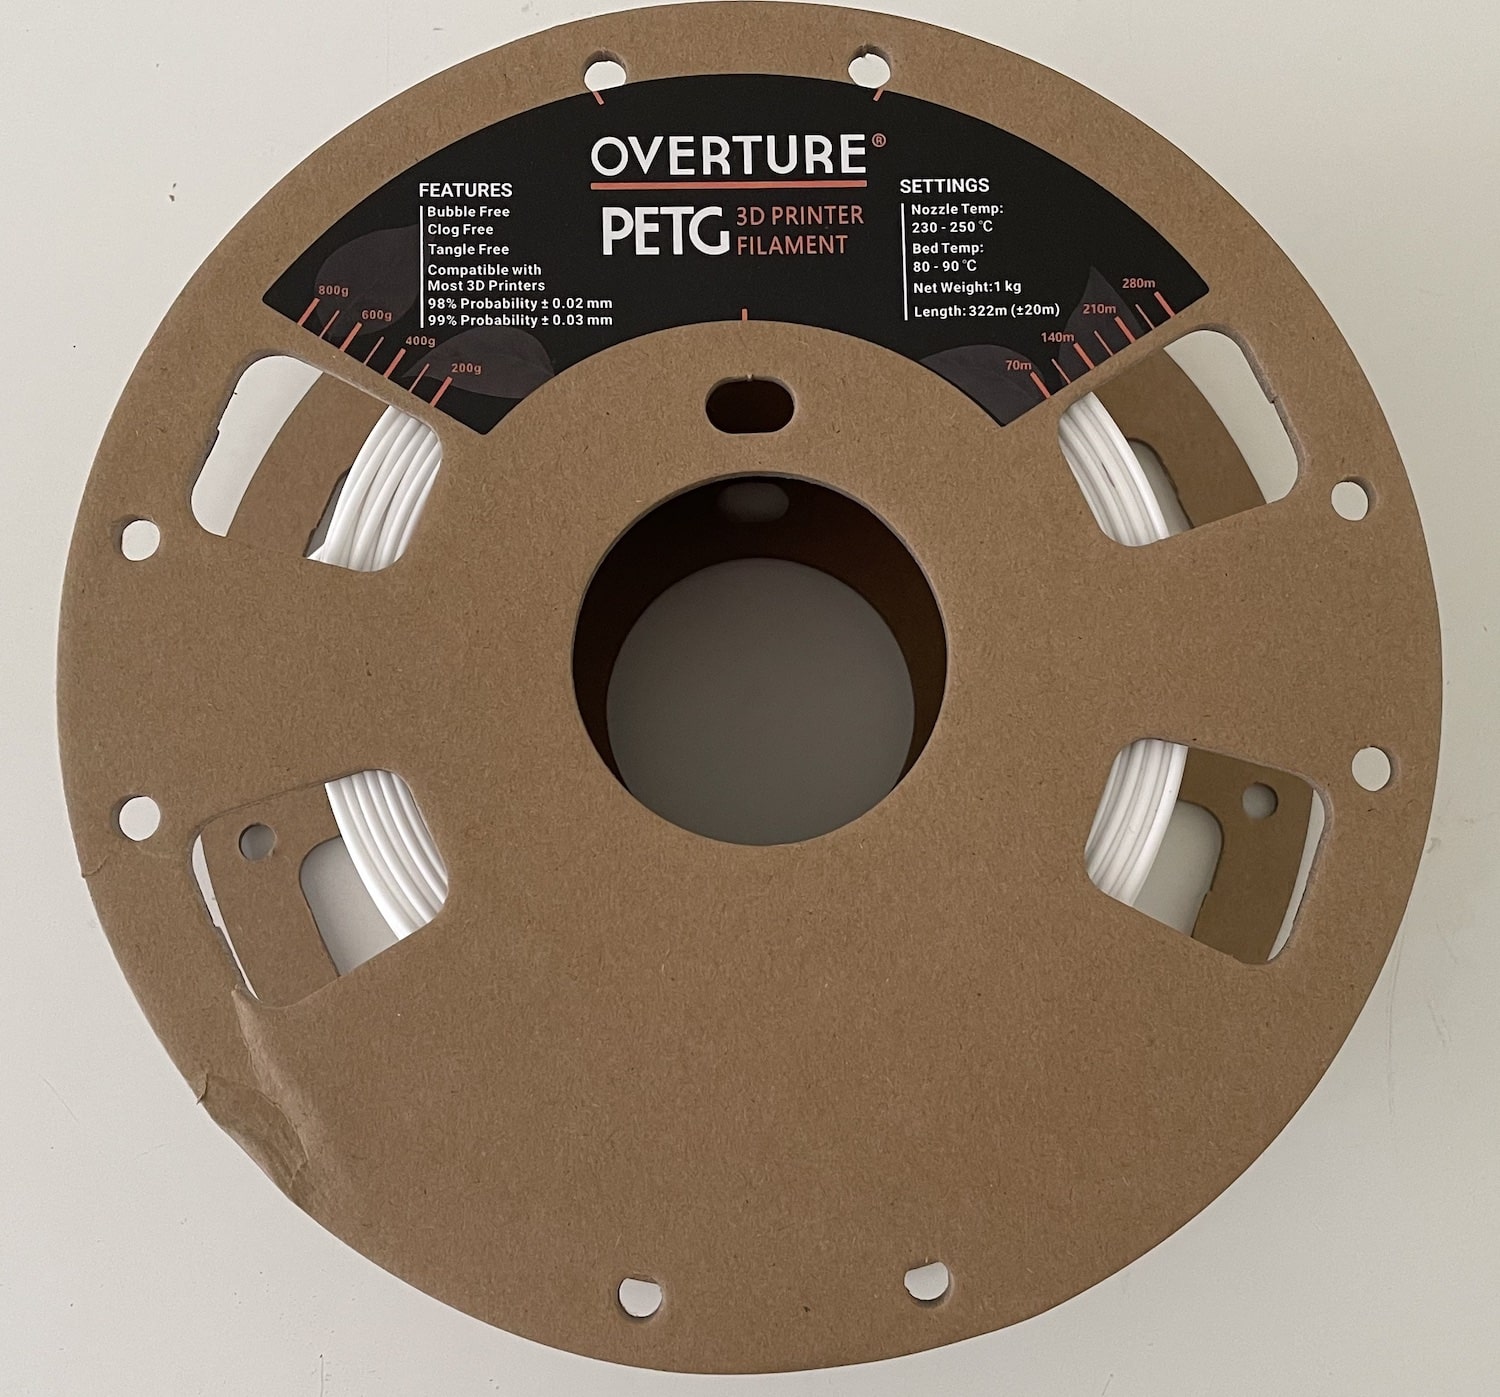 OVERTURE®
PETG 3D PRINTER
FILAMENT
FEATURES
Bubble Free
Clog Free
Tangle Free
Compatible with
Most 3D Printers
98% Probability ± 0.02 mm
99% Probability ± 0.03 mm
SETTINGS
Nozzle Temp:
230 - 250 °C
Bed Temp:
80 - 90 °C
Net Weight:1 kg
Length: 322m (±20m)
800g
600g
400g
200g
280m
210m
140m
70m